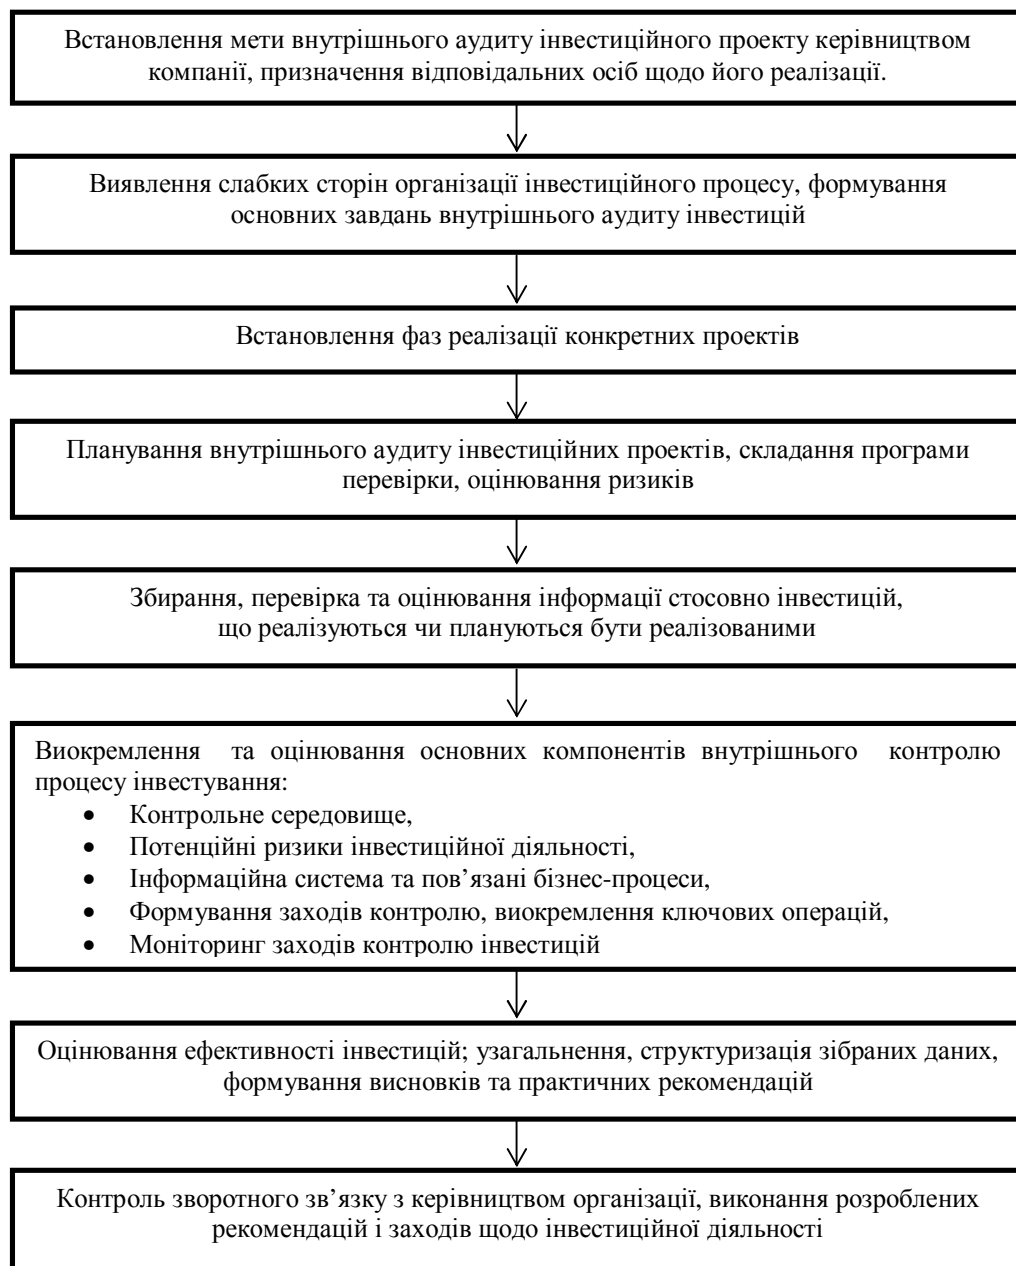 Встановлення мети внутрішнього аудиту інвестиційного проекту керівництвом
компанії, призначення відповідальних осіб щодо його реалізації.
Виявлення слабких сторін організації інвестиційного процесу, формування
основних завдань внутрішнього аудиту інвестицій
Встановлення фаз реалізації конкретних проектів
Планування внутрішнього аудиту інвестиційних проектів, складання програми
перевірки, оцінювання ризиків
Збирання, перевірка та оцінювання інформації стосовно інвестицій,
що реалізуються чи плануються бути реалізованими
Виокремлення та оцінювання основних компонентів внутрішнього контролю
процесу інвестування:
• Контрольне середовище,
• Потенційні ризики інвестиційної діяльності,
• Інформаційна система та пов’язані бізнес-процеси,
• Формування заходів контролю, виокремлення ключових операцій,
• Моніторинг заходів контролю інвестицій
Оцінювання ефективності інвестицій; узагальнення, структуризація зібраних даних,
формування висновків та практичних рекомендацій
Контроль зворотного зв’язку з керівництвом організації, виконання розроблених
рекомендацій і заходів щодо інвестиційної діяльності